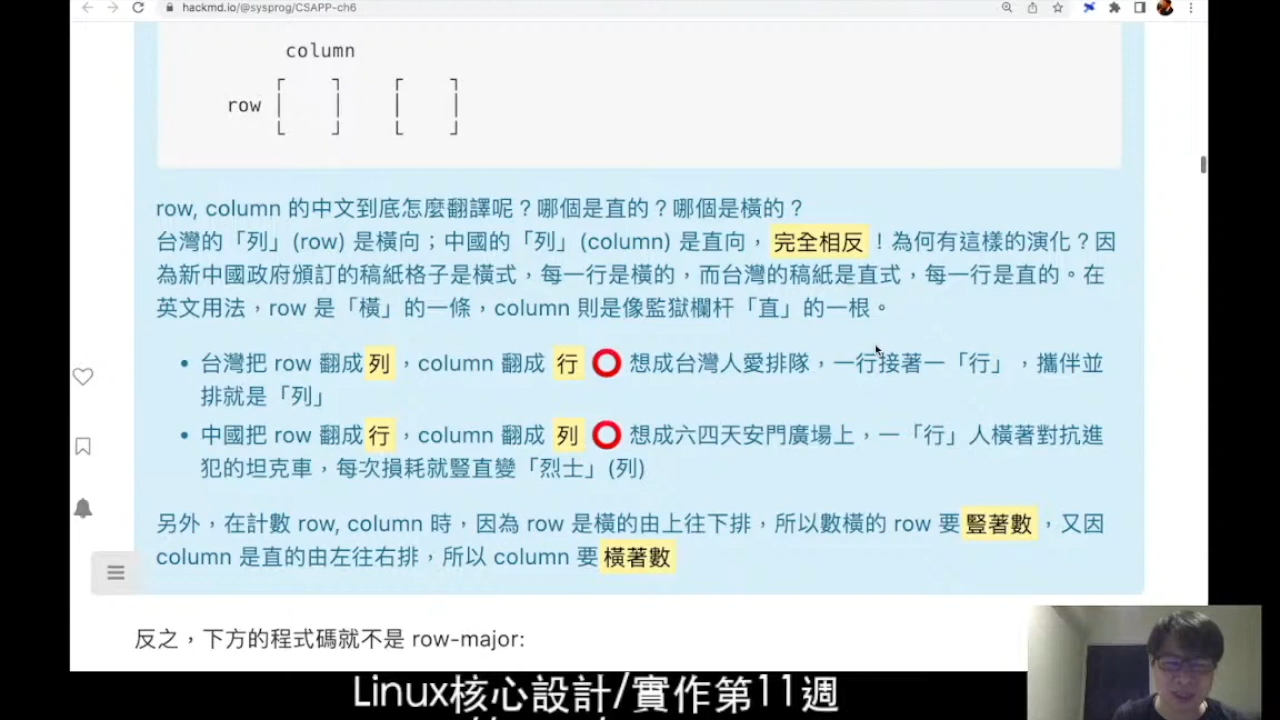 hackmd.io/@sysprog/CSAPP-ch6
column
row
row, column 的中文到底怎麼翻譯呢？哪個是直的？哪個是橫的？
台灣的「列」(row) 是橫向；中國的「列」(column) 是直向，完全相反！為何有這樣的演化？因
為新中國政府頒訂的稿紙格子是橫式，每一行是橫的，而台灣的稿紙是直式，每一行是直的。在
英文用法，row 是「橫」的一條，column 則是像監獄欄杆「直」的一根。
• 台灣把 row 翻成 列，column 翻成 行 ⭕ 想成台灣人愛排隊，一行接著一「行」，攜伴並
排就是「列」
• 中國把 row 翻成 行，column 翻成 列 ⭕ 想成六四天安門廣場上，一「行」人橫著對抗進
犯的坦克車，每次損耗就豎直變「烈士」(列)
另外，在計數 row, column 時，因為 row 是橫的由上往下排，所以數橫的 row 要 豎著數，又因
column 是直的由左往右排，所以 column 要 橫著數
反之，下方的程式碼就不是 row-major:
Linux核心設計/實作第11週